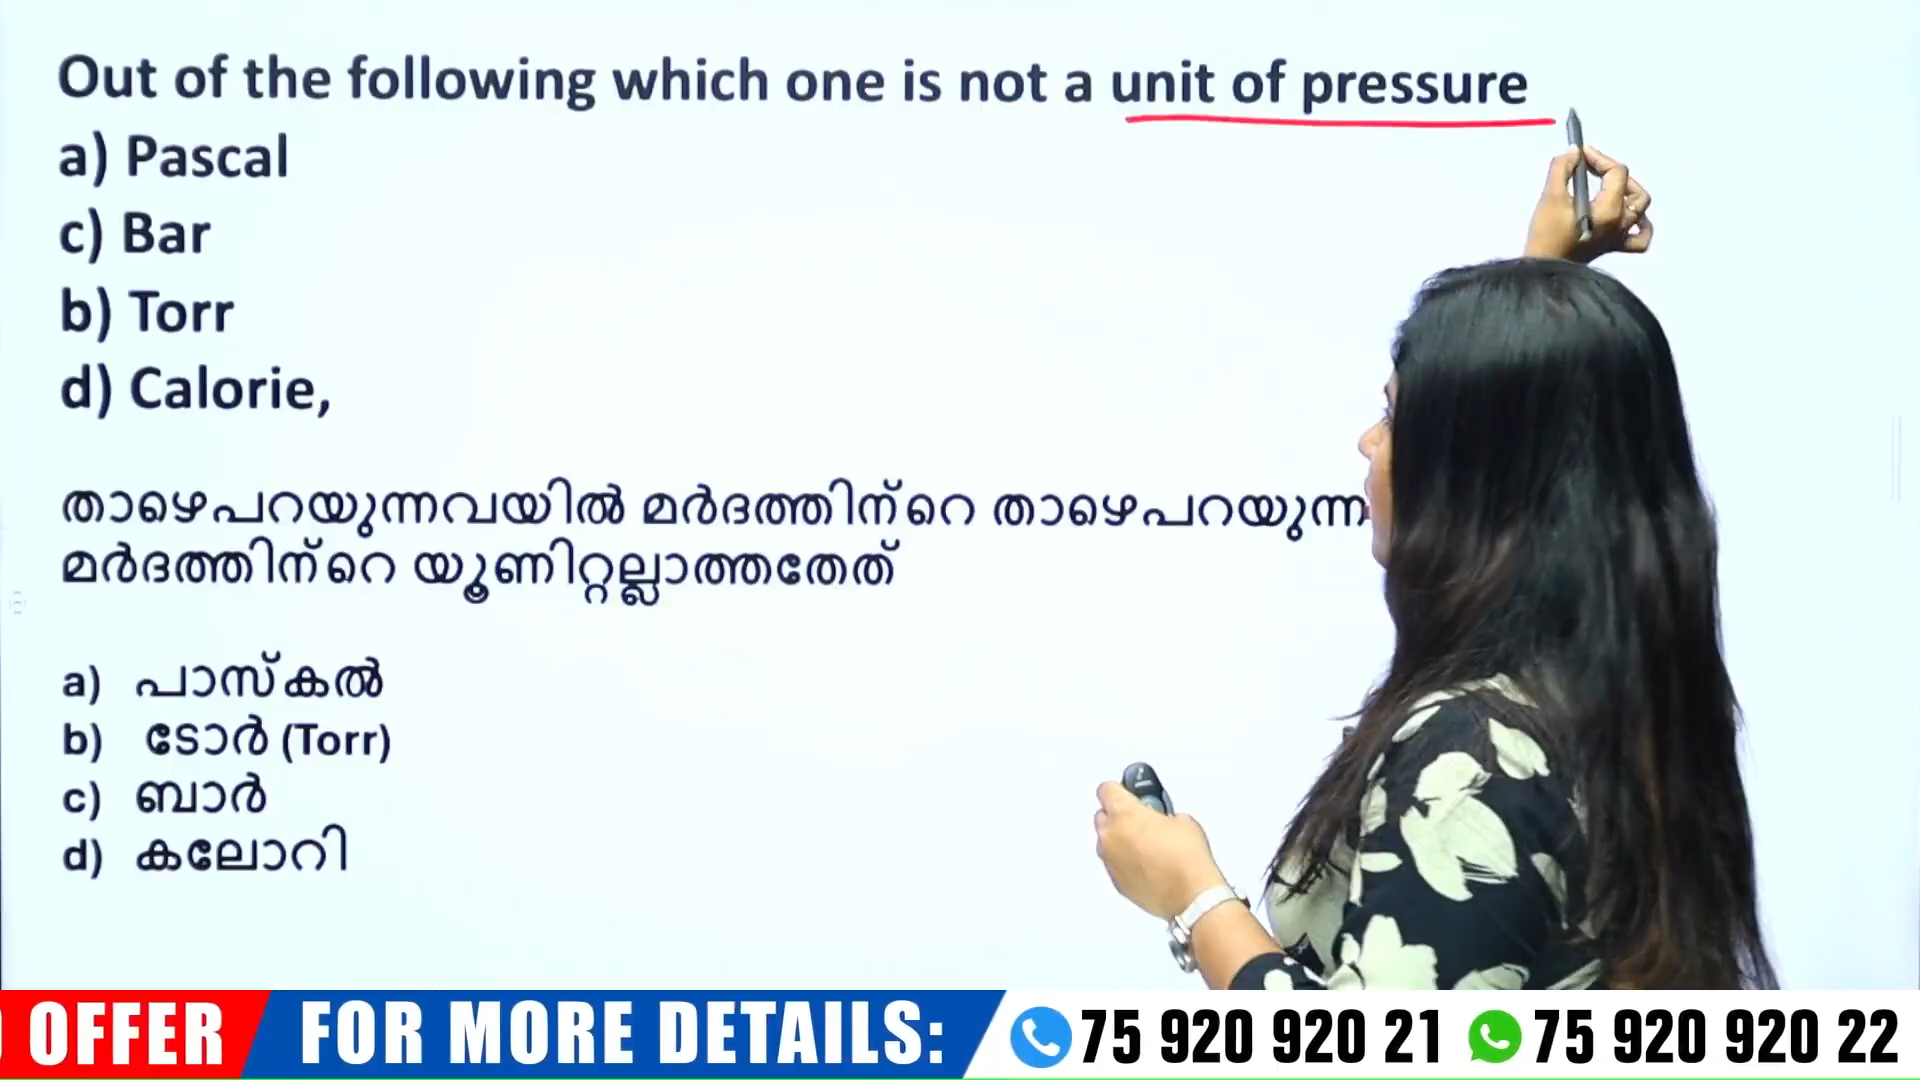 Out of the following which one is not a unit of pressure
a) Pascal
c) Bar
b) Torr
d) Calorie,
താഴെപറയുന്നവയിൽ മർദത്തിന്റെ താഴെപറയുന്ന
മർദത്തിന്റെ യൂണിറ്റല്ലാത്തതേത്
a) പാസ്കൽ
b) ടോർ (Torr)
c) ബാർ
d) കലോറി
OFFER FOR MORE DETAILS: 75 920 920 21 75 920 920 22